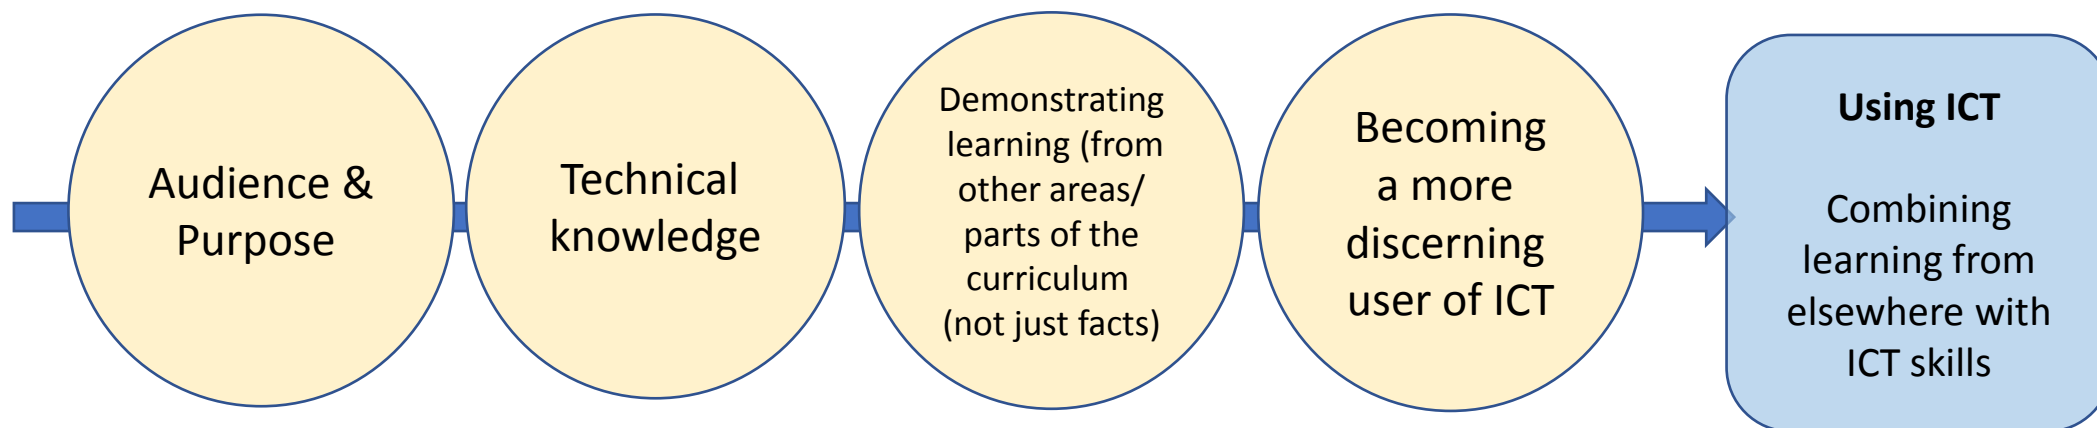 Audience &
Purpose
Technical
knowledge
Demonstrating
learning (from
other areas/
parts of the
curriculum
(not just facts)
Becoming
a more
discerning
user of ICT
Using ICT
Combining
learning from
elsewhere with
ICT skills